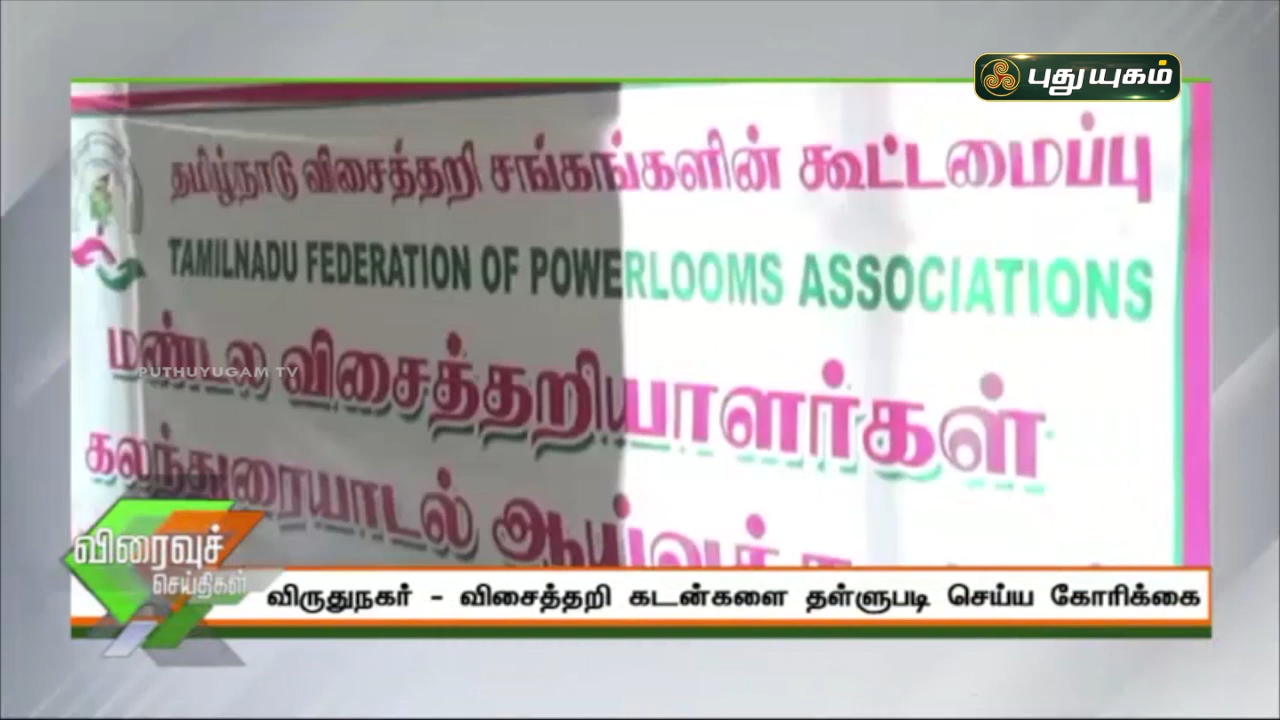 புதுயுகம்
தமிழ்நாடு விசைத்தறி சங்கங்களின் கூட்டமைப்பு
TAMILNADU FEDERATION OF POWERLOOMS ASSOCIATIONS
மண்டல விசைத்தறியாளர்கள்
PUTHUYUGAM TV
கலந்துரையாடல் ஆய்வுக்
விரைவுச்
செய்திகள்
விருதுநகர் - விசைத்தறி கடன்களை தள்ளுபடி செய்ய கோரிக்கை